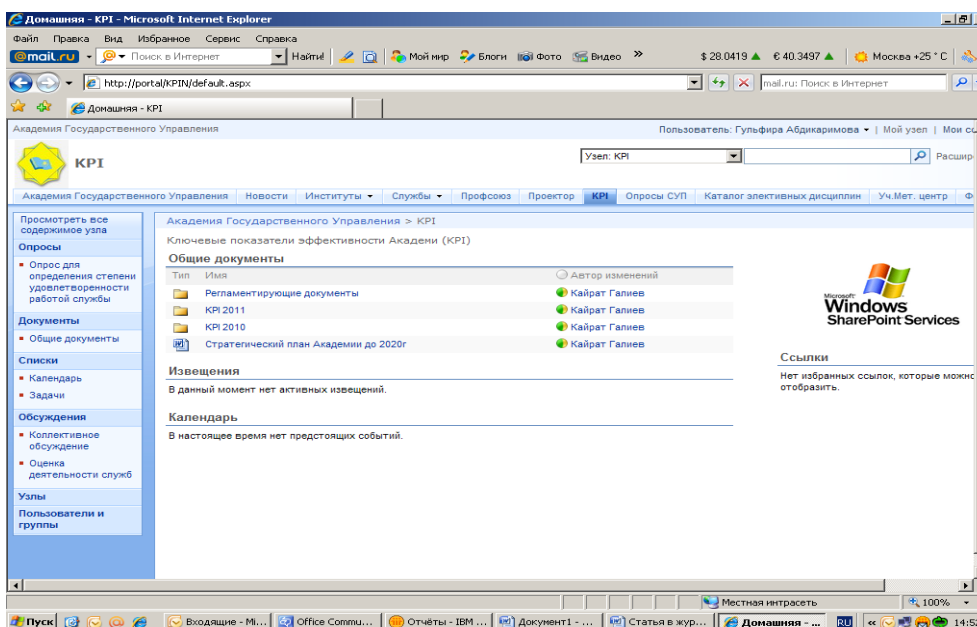 Домашняя - KPI - Microsoft Internet Explorer
Файл Правка Вид Избранное Сервис Справка
@mail.ru Поиск в Интернет Найти! Мой мир Блоги Фото Видео » $ 28.0419 € 40.3497 Москва +25 °C
http://portal/KPIN/default.aspx mail.ru: Поиск в Интернет
Домашняя - KPI
Академия Государственного Управления Пользователь: Гульфира Абдикаримова | Мой узел | Мои
KPI Узел: KPI
Академия Государственного Управления Новости Институты Службы Профсоюз Проектор KPI Опросы СУП Каталог элективных дисциплин Уч.Мет. центр
Просмотреть все
содержимое узла
Опросы
Опрос для
определения степени
удовлетворенности
работой службы
Документы
Общие документы
Списки
Календарь
Задачи
Обсуждения
Коллективное
обсуждение
Оценка
деятельности служб
Узлы
Пользователи и
группы
Академия Государственного Управления > KPI
Ключевые показатели эффективности Академи (KPI)
Общие документы
Тип Имя Автор изменений
Регламентирующие документы Кайрат Галиев
KPI 2011 Кайрат Галиев
KPI 2010 Кайрат Галиев
Стратегический план Академии до 2020г Кайрат Галиев
Извещения
В данный момент нет активных извещений.
Календарь
В настоящее время нет предстоящих событий.
Microsoft
Windows
SharePoint Services
Ссылки
Нет избранных ссылок, которые
отобразить.
Местная интрасеть 100%
Пуск Входящие - Mi... Office Commu... Отчёты - IBM ... Документ1 - ... Статья в жур... Домашняя - ... RU «